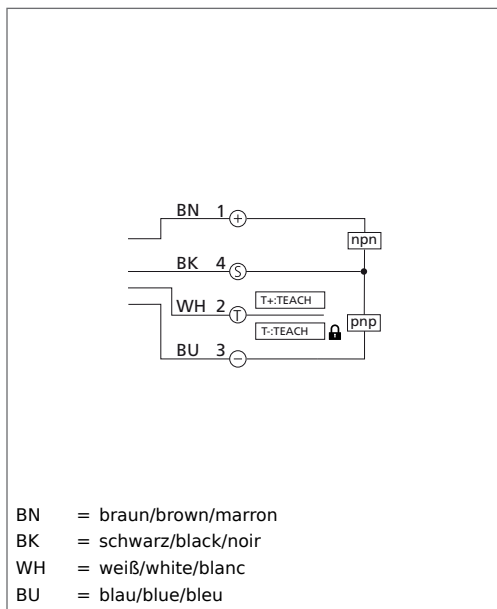 BN 1 +
npn
BK 4 S
T+:TEACH
WH 2 T
pnp
T-:TEACH
BU 3 −
BN = braun/brown/marron
BK = schwarz/black/noir
WH = weiß/white/blanc
BU = blau/blue/bleu